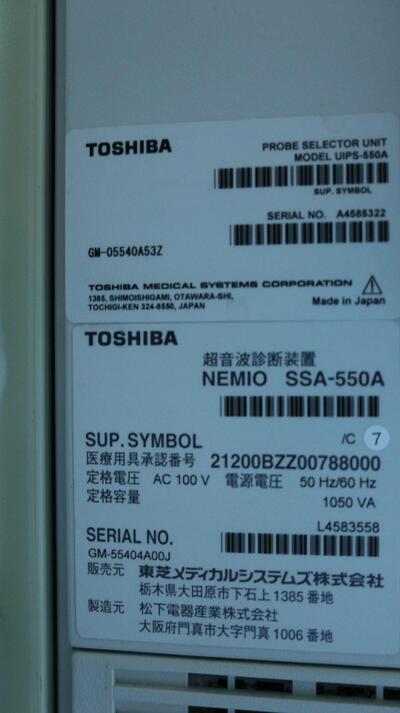 TOSHIBA
PROBE SELECTOR UNIT
MODEL UIPS-550A
SUP. SYMBOL
SERIAL NO. A4585322
GM-05540A53Z
TOSHIBA MEDICAL SYSTEMS CORPORATION
1385, SHIMOISHIGAMI, OTAWARA-SHI,
TOCHIGI-KEN 324-8550, JAPAN
Made in Japan
TOSHIBA
超音波診断装置
NEMIO SSA-550A
SUP. SYMBOL /C 7
医療用具承認番号 21200BZZ00788000
定格電圧 AC 100 V 電源電圧 50 Hz/60 Hz
定格容量 1050 VA
L4583558
SERIAL NO.
GM-55404A00J
販売元 東芝メディカルシステムズ株式会社
栃木県大田原市下石上1385番地
製造元 松下電器産業株式会社
大阪府門真市大字門真1006番地